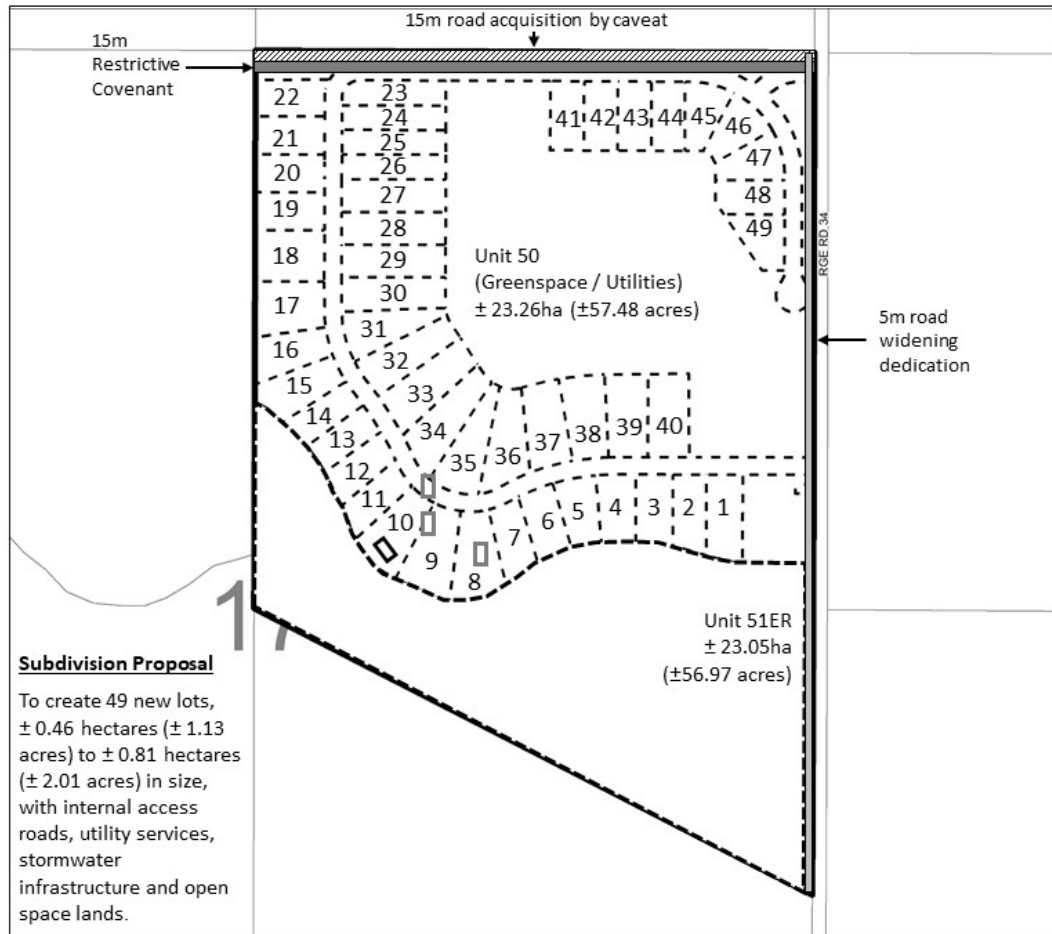 15m road acquisition by caveat
15m
Restrictive
Covenant
22
21
20
19
18
17
16
15
14
13
12
11
10
9
8
7
6
5
4
3
2
1
23
24
25
26
27
28
29
30
31
32
33
34
35
36
37
38
39
40
41
42
43
44
45
46
47
48
49
Unit 50
(Greenspace / Utilities)
± 23.26ha (±57.48 acres)
RGE RD 34
5m road
widening
dedication
Unit 51ER
± 23.05ha
(±56.97 acres)
17
Subdivision Proposal
To create 49 new lots,
± 0.46 hectares (± 1.13
acres) to ± 0.81 hectares
(± 2.01 acres) in size,
with internal access
roads, utility services,
stormwater
infrastructure and open
space lands.